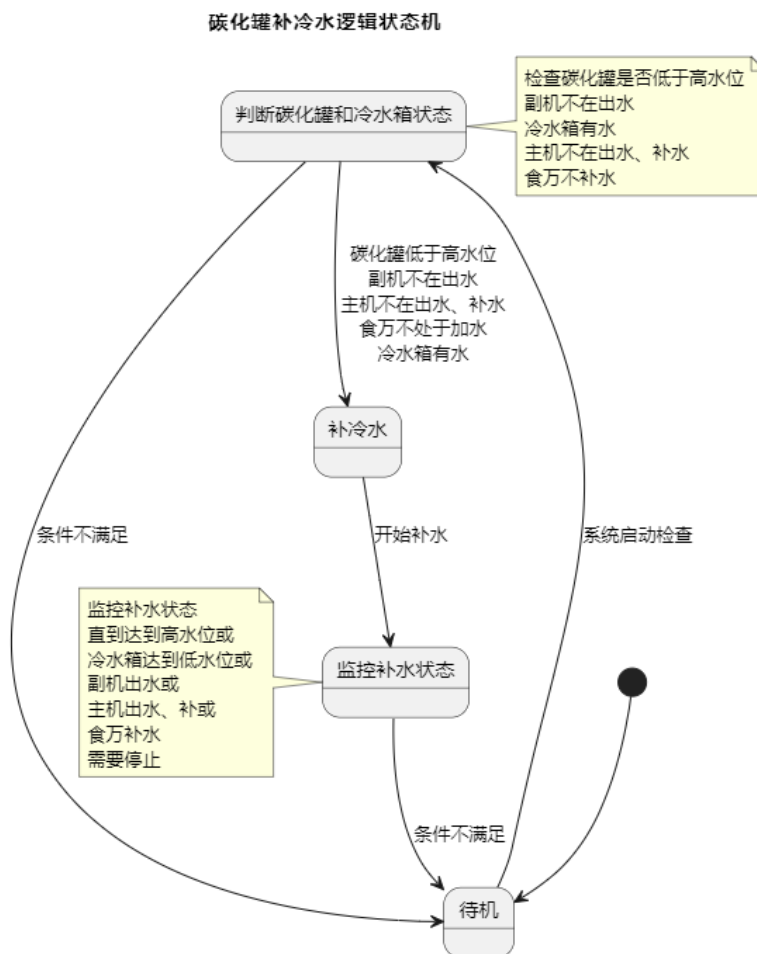 碳化罐补冷水逻辑状态机
判断碳化罐和冷水箱状态
检查碳化罐是否低于高水位
副机不在出水
冷水箱有水
主机不在出水、补水
食万不补水
碳化罐低于高水位
副机不在出水
主机不在出水、补水
食万不处于加水
冷水箱有水
补冷水
条件不满足
开始补水
系统启动检查
监控补水状态
直到达到高水位或
冷水箱达到低水位或
副机出水或
主机出水、补或
食万补水
需要停止
监控补水状态
条件不满足
待机